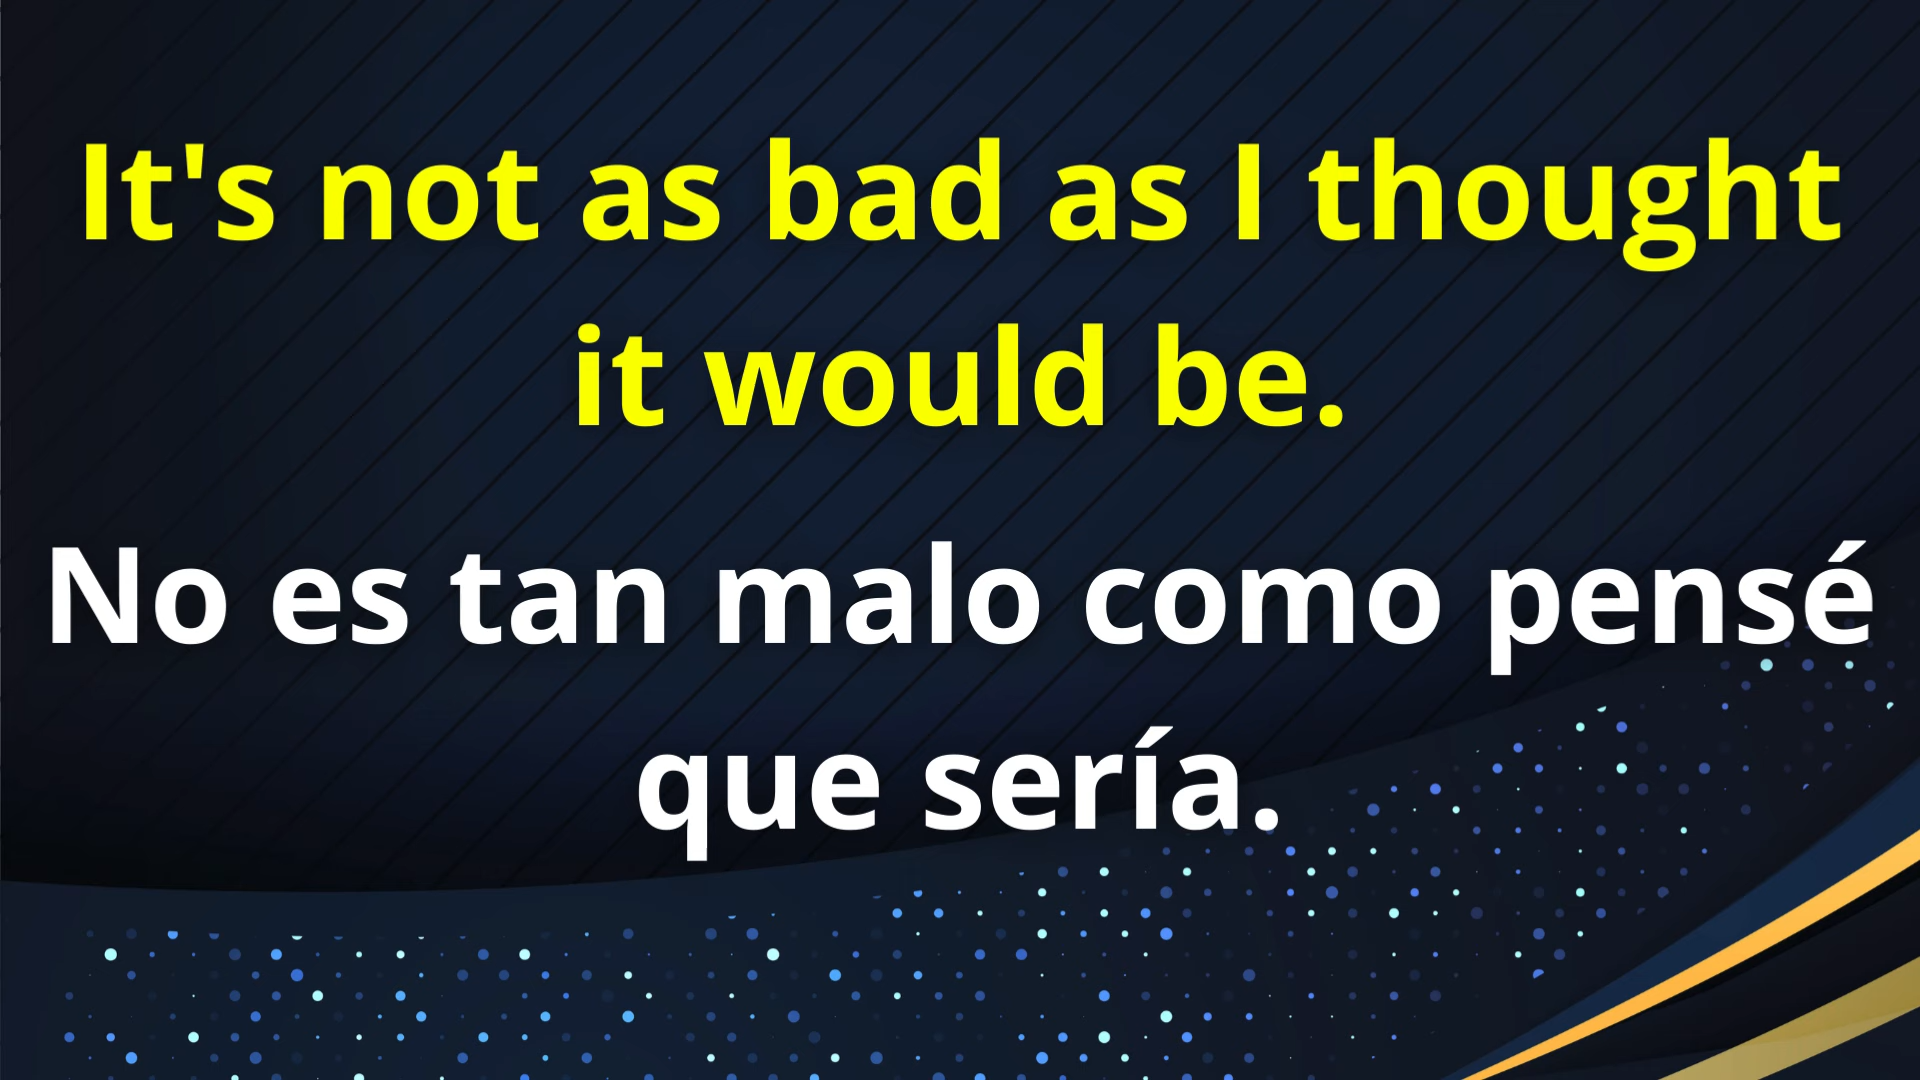 It's not as bad as I thought
it would be.
No es tan malo como pensé
que sería.